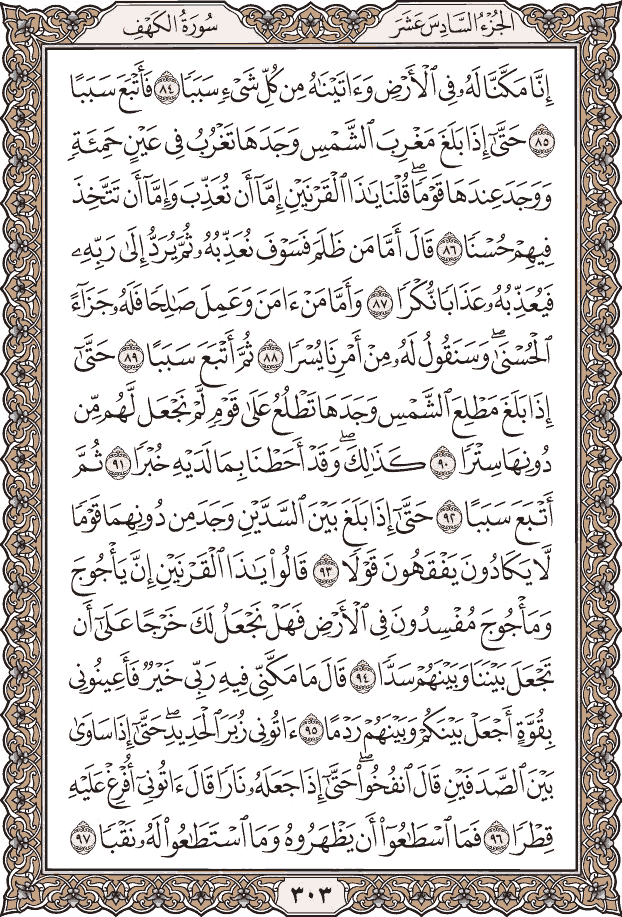 الجُزْءُ السَّادِسَ عَشَرَ
سُورَةُ الكَهْفِ
إِنَّا مَكَّنَّا لَهُۥ فِي ٱلۡأَرۡضِ وَءَاتَيۡنَٰهُ مِن كُلِّ شَيۡءٖ سَبَبٗا ٨٤ فَأَتۡبَعَ سَبَبًا
٨٥ حَتَّىٰٓ إِذَا بَلَغَ مَغۡرِبَ ٱلشَّمۡسِ وَجَدَهَا تَغۡرُبُ فِي عَيۡنٍ حَمِئَةٖ
وَوَجَدَ عِندَهَا قَوۡمٗاۖ قُلۡنَا يَٰذَا ٱلۡقَرۡنَيۡنِ إِمَّآ أَن تُعَذِّبَ وَإِمَّآ أَن تَتَّخِذَ
فِيهِمۡ حُسۡنٗا ٨٦ قَالَ أَمَّا مَن ظَلَمَ فَسَوۡفَ نُعَذِّبُهُۥ ثُمَّ يُرَدُّ إِلَىٰ رَبِّهِۦ
فَيُعَذِّبُهُۥ عَذَابٗا نُّكۡرٗا ٨٧ وَأَمَّا مَنۡ ءَامَنَ وَعَمِلَ صَٰلِحٗا فَلَهُۥ جَزَآءً
ٱلۡحُسۡنَىٰۖ وَسَنَقُولُ لَهُۥ مِنۡ أَمۡرِنَا يُسۡرٗا ٨٨ ثُمَّ أَتۡبَعَ سَبَبًا ٨٩ حَتَّىٰٓ
إِذَا بَلَغَ مَطۡلِعَ ٱلشَّمۡسِ وَجَدَهَا تَطۡلُعُ عَلَىٰ قَوۡمٖ لَّمۡ نَجۡعَل لَّهُم مِّن
دُونِهَا سِتۡرٗا ٩٠ كَذَٰلِكَۖ وَقَدۡ أَحَطۡنَا بِمَا لَدَيۡهِ خُبۡرٗا ٩١ ثُمَّ
أَتۡبَعَ سَبَبًا ٩٢ حَتَّىٰٓ إِذَا بَلَغَ بَيۡنَ ٱلسَّدَّيۡنِ وَجَدَ مِن دُونِهِمَا قَوۡمٗا
لَّا يَكَادُونَ يَفۡقَهُونَ قَوۡلٗا ٩٣ قَالُواْ يَٰذَا ٱلۡقَرۡنَيۡنِ إِنَّ يَأۡجُوجَ
وَمَأۡجُوجَ مُفۡسِدُونَ فِي ٱلۡأَرۡضِ فَهَلۡ نَجۡعَلُ لَكَ خَرۡجًا عَلَىٰٓ أَن
تَجۡعَلَ بَيۡنَنَا وَبَيۡنَهُمۡ سَدّٗا ٩٤ قَالَ مَا مَكَّنِّي فِيهِ رَبِّي خَيۡرٞ فَأَعِينُونِي
بِقُوَّةٍ أَجۡعَلۡ بَيۡنَكُمۡ وَبَيۡنَهُمۡ رَدۡمًا ٩٥ ءَاتُونِي زُبَرَ ٱلۡحَدِيدِۖ حَتَّىٰٓ إِذَا سَاوَىٰ
بَيۡنَ ٱلصَّدَفَيۡنِ قَالَ ٱنفُخُواْۖ حَتَّىٰٓ إِذَا جَعَلَهُۥ نَارٗا قَالَ ءَاتُونِيٓ أُفۡرِغۡ عَلَيۡهِ
قِطۡرٗا ٩٦ فَمَا ٱسۡطَٰعُوٓاْ أَن يَظۡهَرُوهُ وَمَا ٱسۡتَطَٰعُواْ لَهُۥ نَقۡبٗا ٩٧
٣٠٣